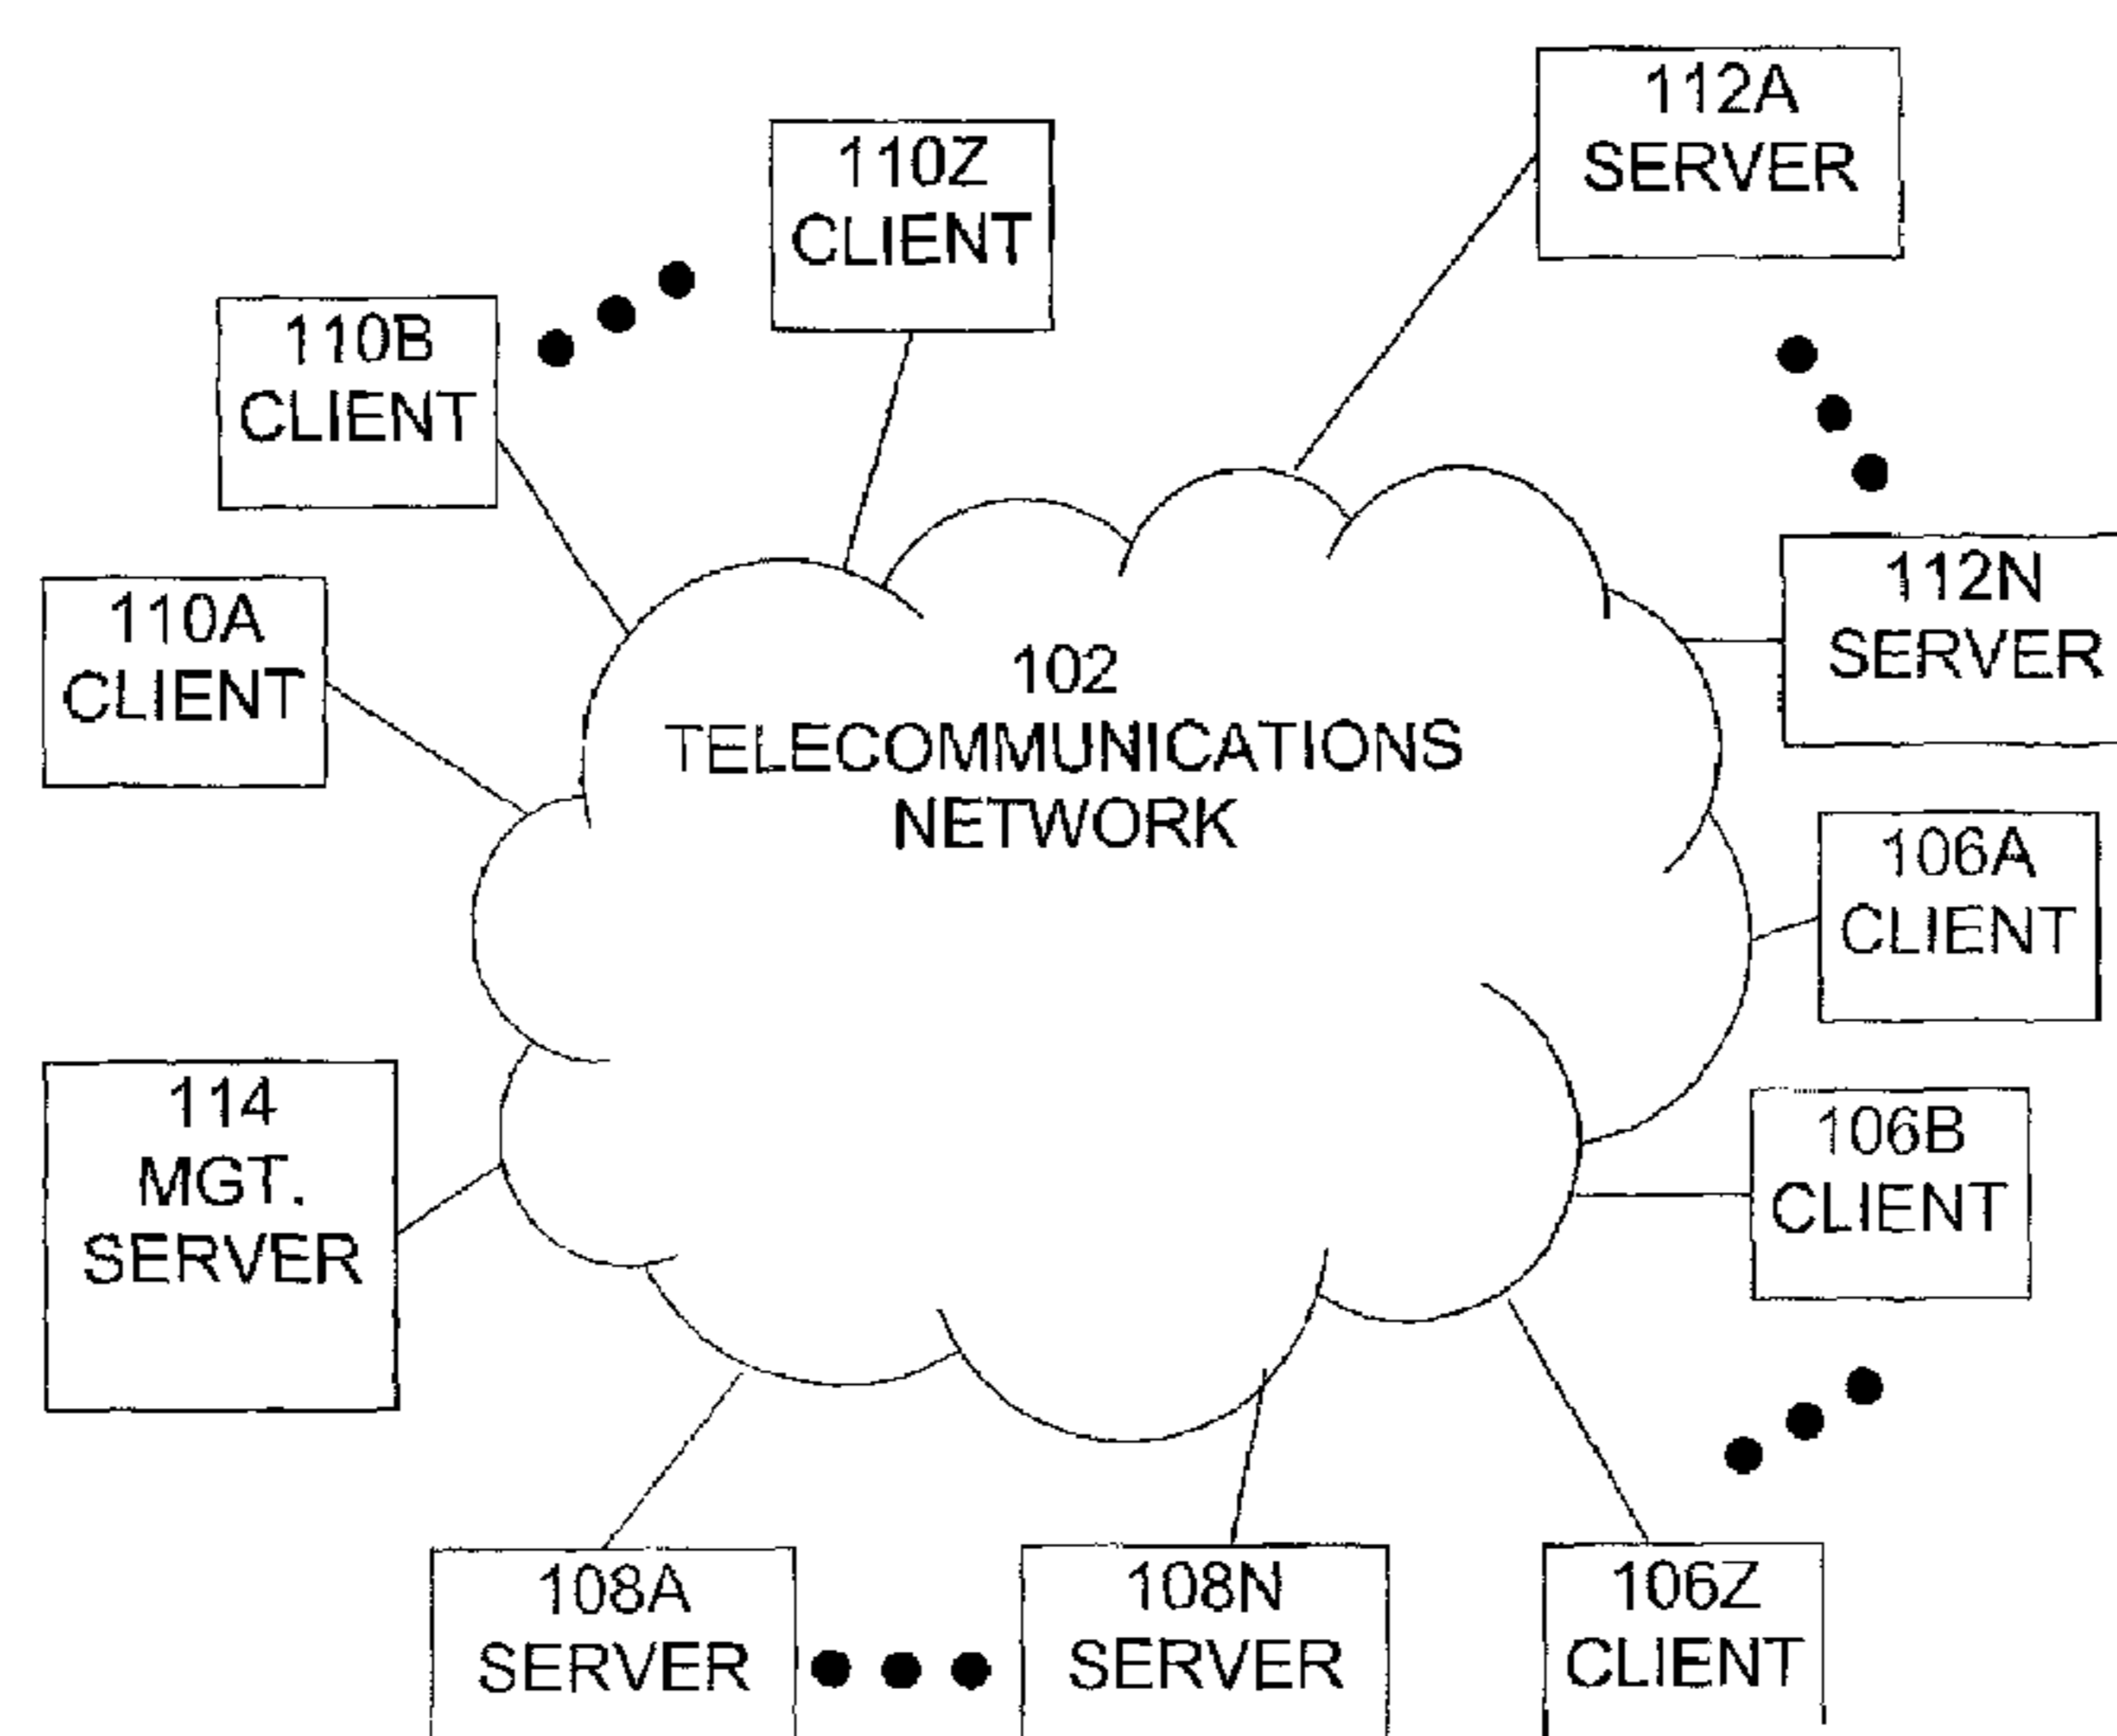 112A
SERVER
110Z
CLIENT
110B
CLIENT
112N
SERVER
110A
CLIENT
102
TELECOMMUNICATIONS
NETWORK
106A
CLIENT
114
MGT.
SERVER
106B
CLIENT
108A
SERVER
108N
SERVER
106Z
CLIENT